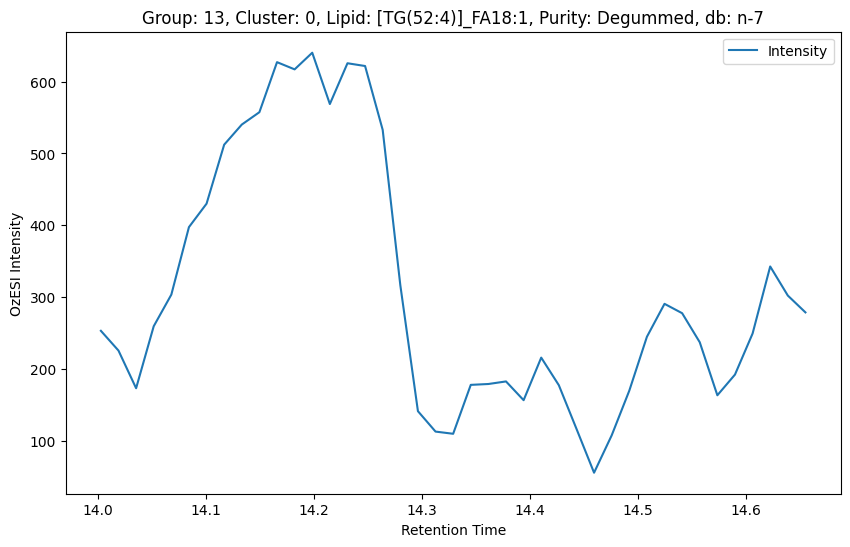 Group: 13, Cluster: 0, Lipid: [TG(52:4)]_FA18:1, Purity: Degummed, db: n-7
Intensity
600
500
400
300
200
100
OzESI Intensity
14.0 14.1 14.2 14.3 14.4 14.5 14.6
Retention Time